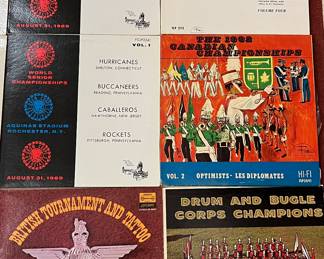 AUGUST 31, 1969
VOLUME FOUR
WORLD
SENIOR
CHAMPIONSHIPS
AQUINAS STADIUM
ROCHESTER, N.Y.
AUGUST 31, 1969
VOL. 1
HURRICANES
SHELTON, CONNECTICUT
BUCCANEERS
READING, PENNSYLVANIA
CABALLEROS
HAWTHORNE, NEW JERSEY
ROCKETS
PITTSBURGH, PENNSYLVANIA
THE 1962
CANADIAN
CHAMPIONSHIPS
VOL. 2 OPTIMISTS - LES DIPLOMATES
HI-FI
BRITISH TOURNAMENT AND TATTOO
DRUM AND BUGLE
CORPS CHAMPIONS